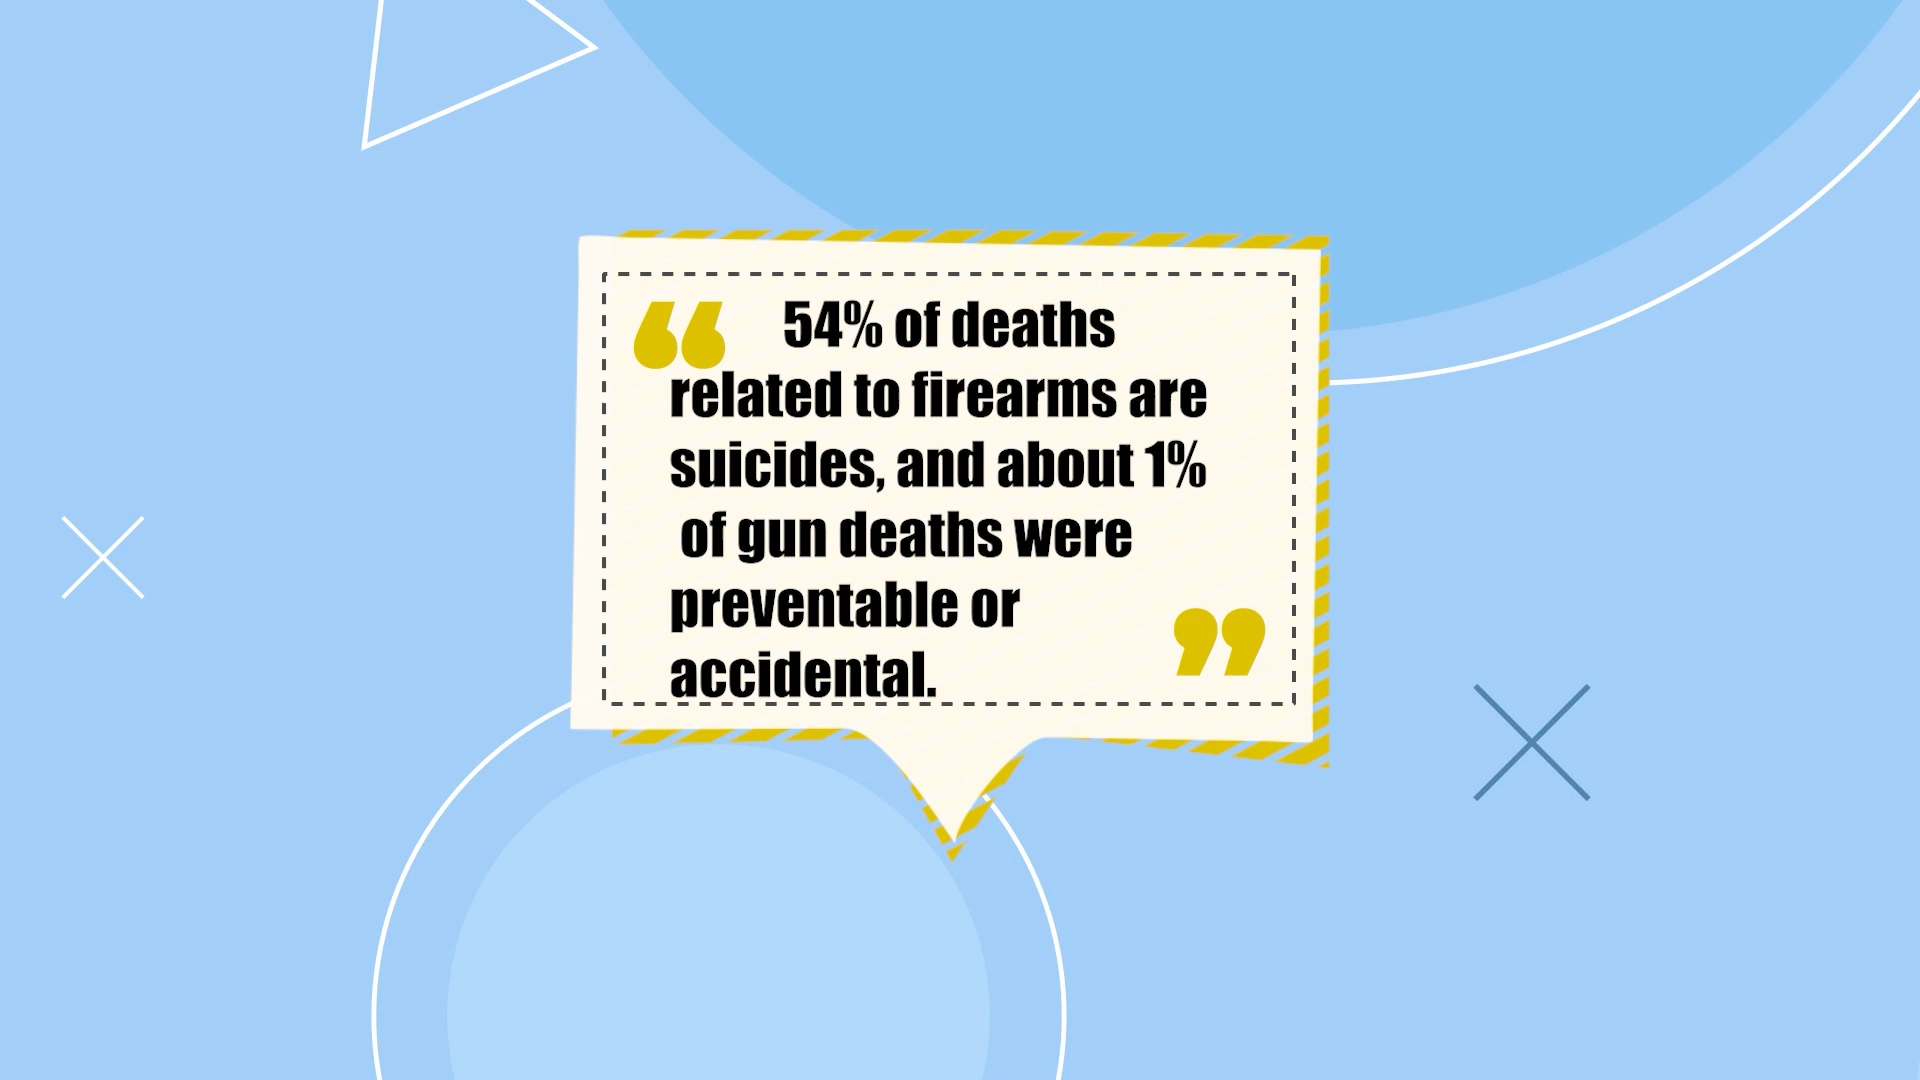 “ 54% of deaths
related to firearms are
suicides, and about 1%
of gun deaths were
preventable or
accidental. ”